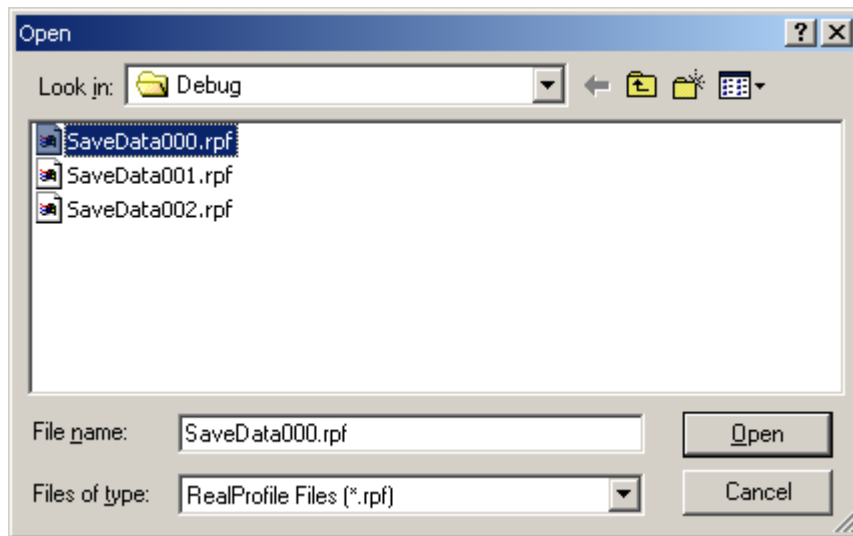 Open
Look in: Debug
SaveData000.rpf
SaveData001.rpf
SaveData002.rpf
File name: SaveData000.rpf Open
Files of type: RealProfile Files (*.rpf) Cancel